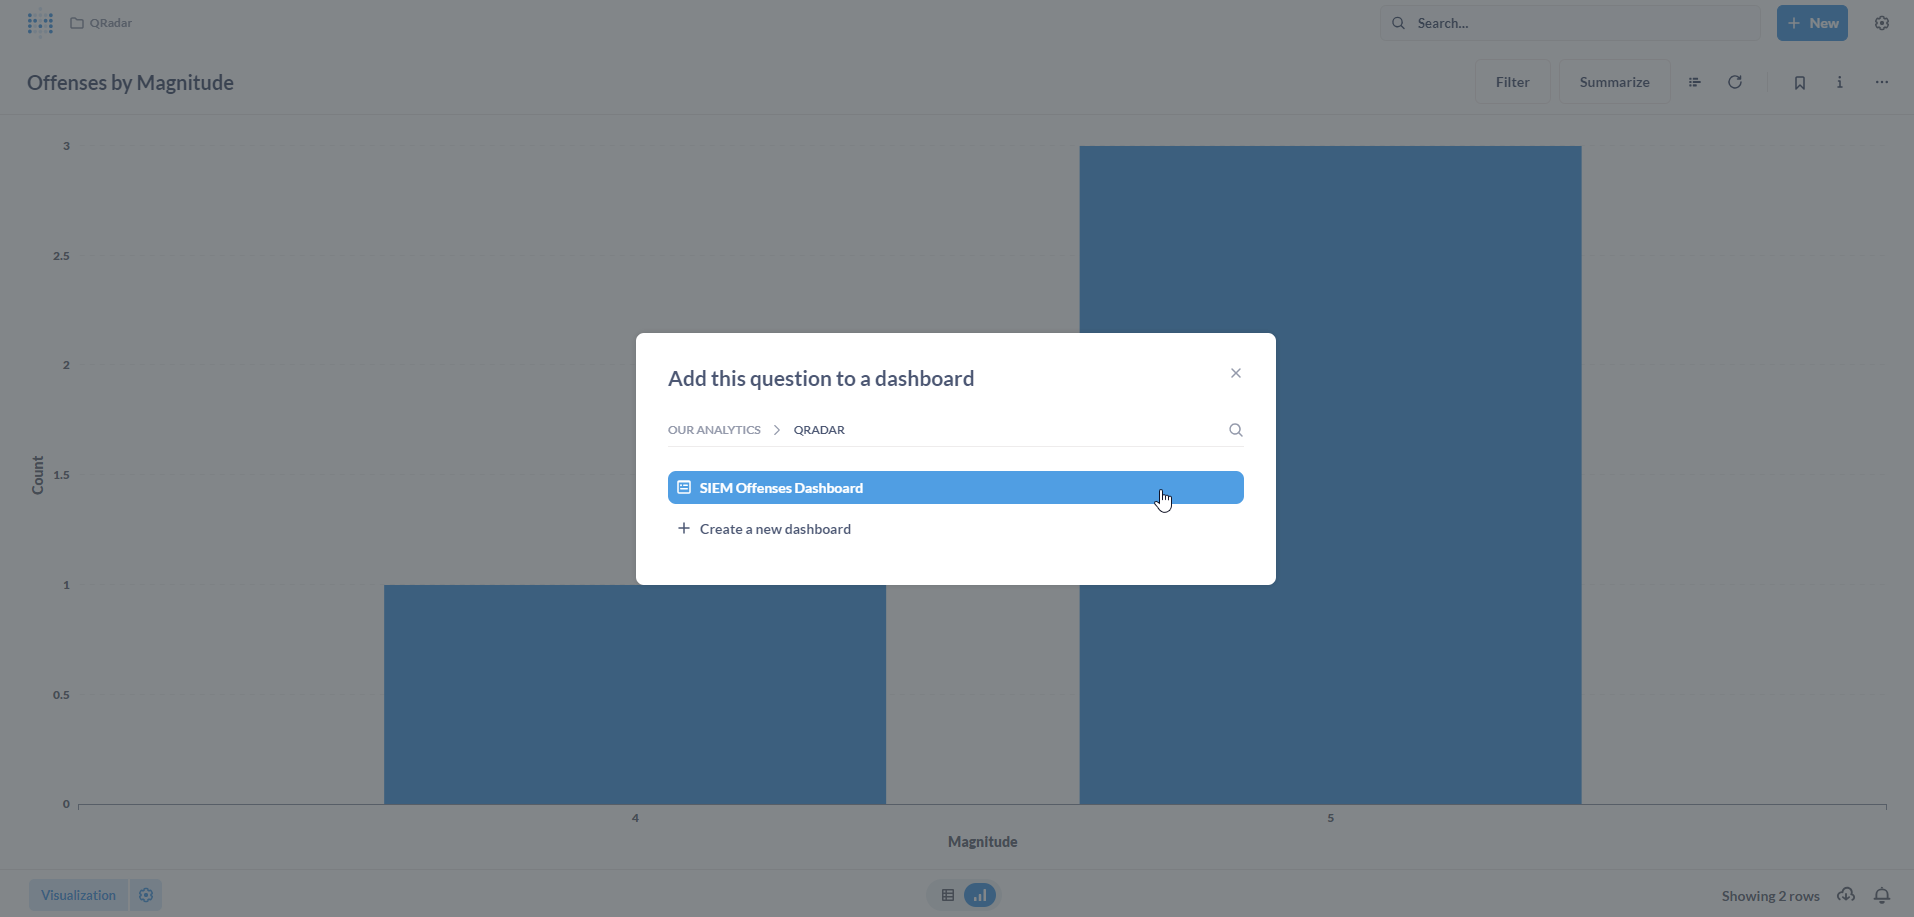 QRadar
Search...
+ New
Offenses by Magnitude
Filter
Summarize
3
2.5
2
1.5
1
0.5
0
Count
Add this question to a dashboard
OUR ANALYTICS > QRADAR
SIEM Offenses Dashboard
+ Create a new dashboard
4
5
Magnitude
Visualization
Showing 2 rows